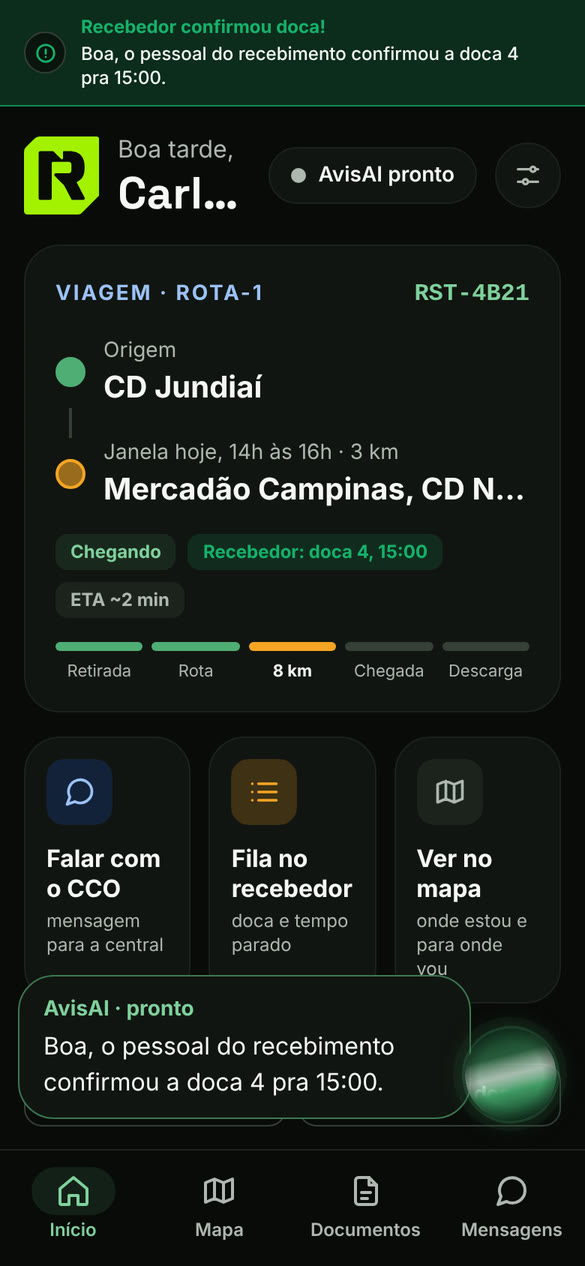 Recebedor confirmou doca!
Boa, o pessoal do recebimento confirmou a doca 4
pra 15:00.
R
Boa tarde,
Carl...
AvisAI pronto
VIAGEM · ROTA-1
RST-4B21
Origem
CD Jundiaí
Janela hoje, 14h às 16h · 3 km
Mercadão Campinas, CD N...
Chegando
Recebedor: doca 4, 15:00
ETA ~2 min
Retirada
Rota
8 km
Chegada
Descarga
Falar com
o CCO
mensagem
para a central
Fila no
recebedor
doca e tempo
parado
Ver no
mapa
onde estou e
para onde
vou
AvisAI · pronto
Boa, o pessoal do recebimento
confirmou a doca 4 pra 15:00.
Início
Mapa
Documentos
Mensagens